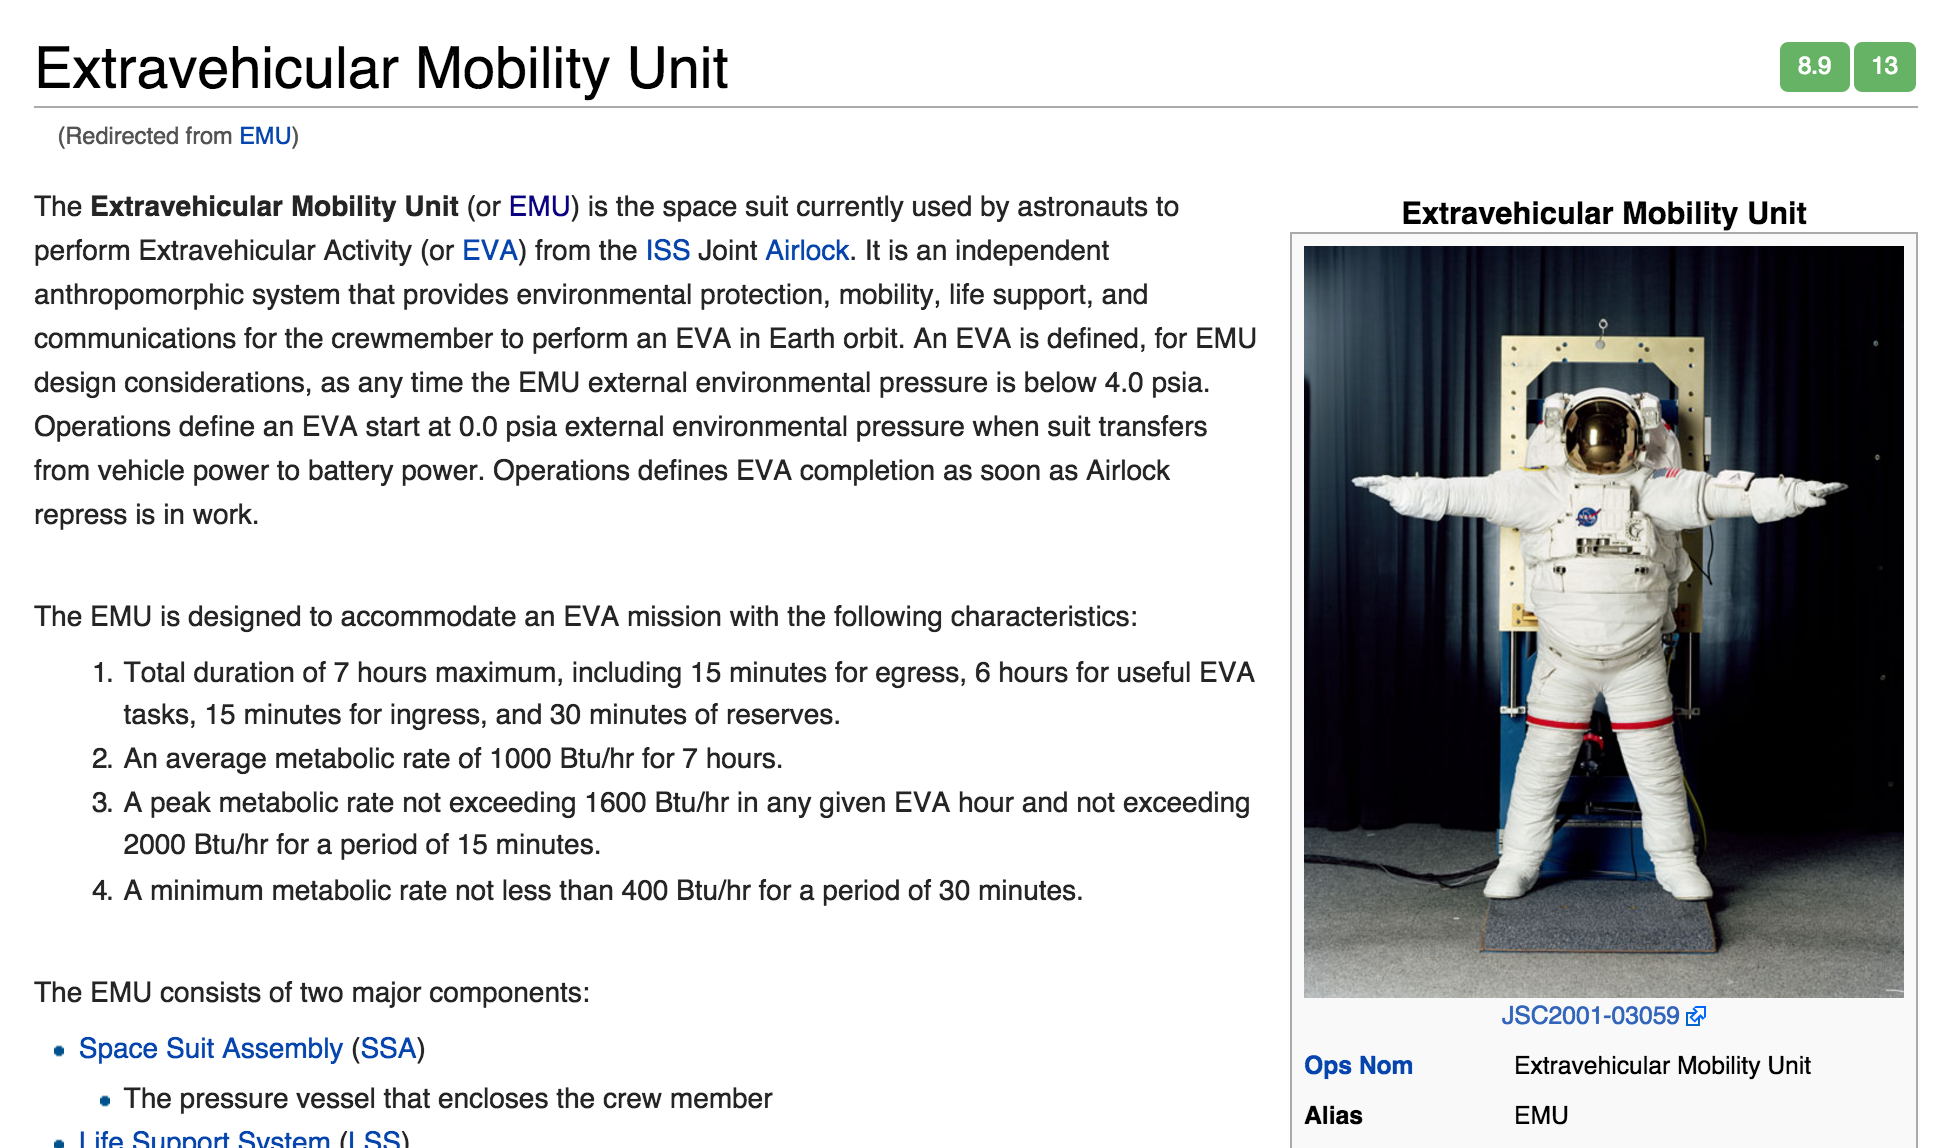 Extravehicular Mobility Unit
8.9 13
(Redirected from EMU)
The Extravehicular Mobility Unit (or EMU) is the space suit currently used by astronauts to
perform Extravehicular Activity (or EVA) from the ISS Joint Airlock. It is an independent
anthropomorphic system that provides environmental protection, mobility, life support, and
communications for the crewmember to perform an EVA in Earth orbit. An EVA is defined, for EMU
design considerations, as any time the EMU external environmental pressure is below 4.0 psia.
Operations define an EVA start at 0.0 psia external environmental pressure when suit transfers
from vehicle power to battery power. Operations defines EVA completion as soon as Airlock
repress is in work.
The EMU is designed to accommodate an EVA mission with the following characteristics:
1. Total duration of 7 hours maximum, including 15 minutes for egress, 6 hours for useful EVA
tasks, 15 minutes for ingress, and 30 minutes of reserves.
2. An average metabolic rate of 1000 Btu/hr for 7 hours.
3. A peak metabolic rate not exceeding 1600 Btu/hr in any given EVA hour and not exceeding
2000 Btu/hr for a period of 15 minutes.
4. A minimum metabolic rate not less than 400 Btu/hr for a period of 30 minutes.
The EMU consists of two major components:
• Space Suit Assembly (SSA)
• The pressure vessel that encloses the crew member
• Life Support System (LSS)
Extravehicular Mobility Unit
NASA
JSC2001-03059
Ops Nom Extravehicular Mobility Unit
Alias EMU